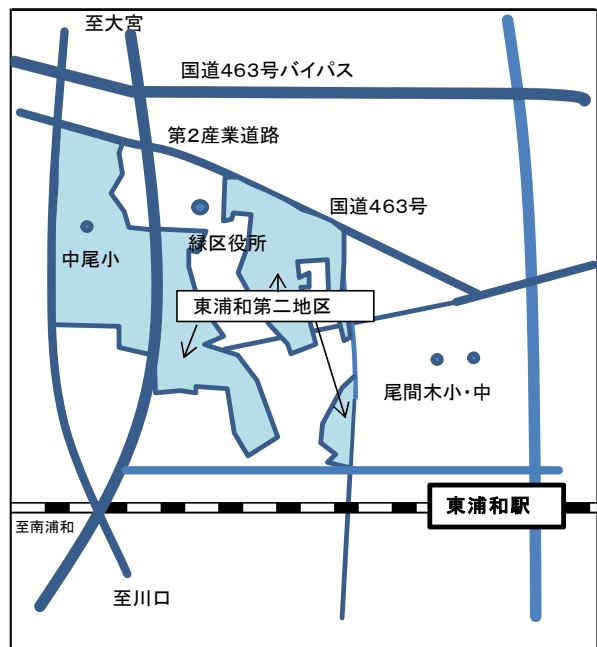 至大宮
国道463号バイパス
第2産業道路
国道463号
緑区役所
中尾小
東浦和第二地区
尾間木小・中
東浦和駅
至南浦和
至川口